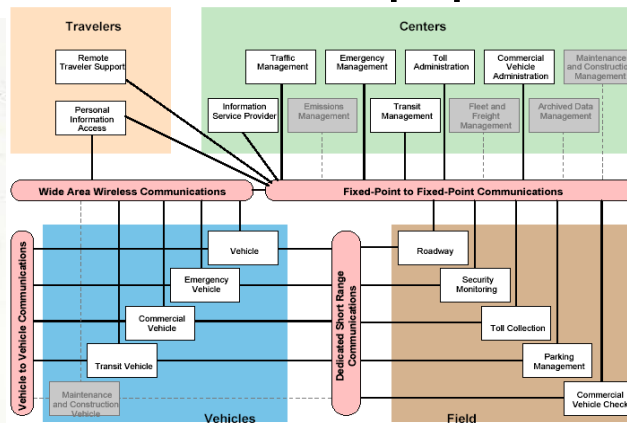 Travelers
Centers
Remote
Traveler Support
Traffic
Management
Emergency
Management
Toll
Administration
Commercial
Vehicle
Administration
Maintenance
and Construction
Management
Personal
Information
Access
Information
Service Provider
Emissions
Management
Transit
Management
Fleet and
Freight
Management
Archived Data
Management
Wide Area Wireless Communications
Fixed-Point to Fixed-Point Communications
Vehicle to Vehicle Communications
Dedicated Short Range
Communications
Vehicle
Roadway
Emergency
Vehicle
Security
Monitoring
Commercial
Vehicle
Toll Collection
Transit Vehicle
Parking
Management
Maintenance
and Construction
Vehicle
Commercial
Vehicle Check
Vehicles
Field